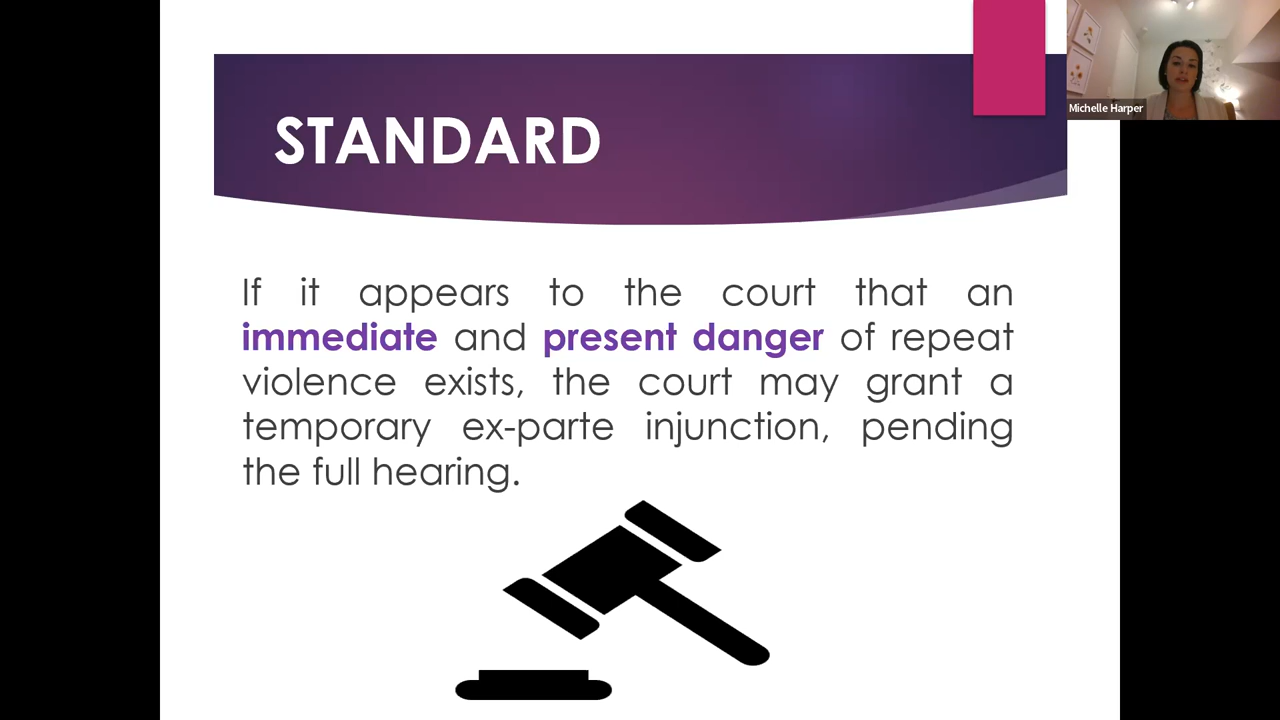 STANDARD
Michelle Harper
If it appears to the court that an
immediate and present danger of repeat
violence exists, the court may grant a
temporary ex-parte injunction, pending
the full hearing.